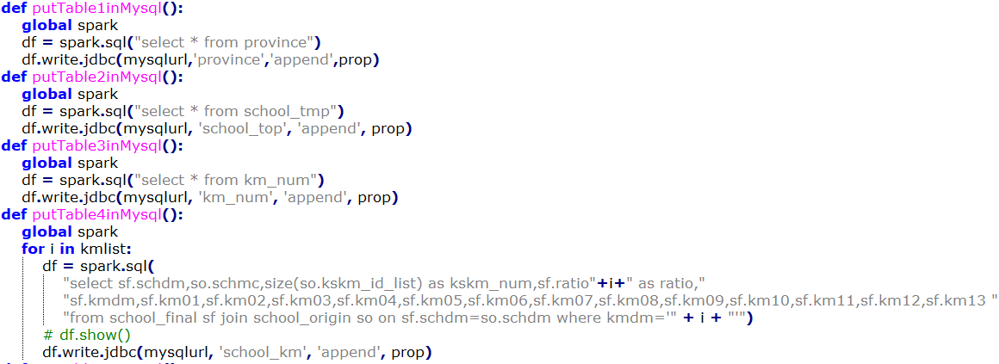 def putTable1inMysql():
    global spark
    df = spark.sql("select * from province")
    df.write.jdbc(mysqlurl,'province','append',prop)
def putTable2inMysql():
    global spark
    df = spark.sql("select * from school_tmp")
    df.write.jdbc(mysqlurl, 'school_top', 'append', prop)
def putTable3inMysql():
    global spark
    df = spark.sql("select * from km_num")
    df.write.jdbc(mysqlurl, 'km_num', 'append', prop)
def putTable4inMysql():
    global spark
    for i in kmlist:
        df = spark.sql(
            "select sf.schdm,so.schmc,size(so.kskm_id_list) as kskm_num,sf.ratio"+i+" as ratio,"
            "sf.kmdm,sf.km01,sf.km02,sf.km03,sf.km04,sf.km05,sf.km06,sf.km07,sf.km08,sf.km09,sf.km10,sf.km11,sf.km12,sf.km13 "
            "from school_final sf join school_origin so on sf.schdm=so.schdm where kmdm='" + i + "'")
        # df.show()
        df.write.jdbc(mysqlurl, 'school_km', 'append', prop)